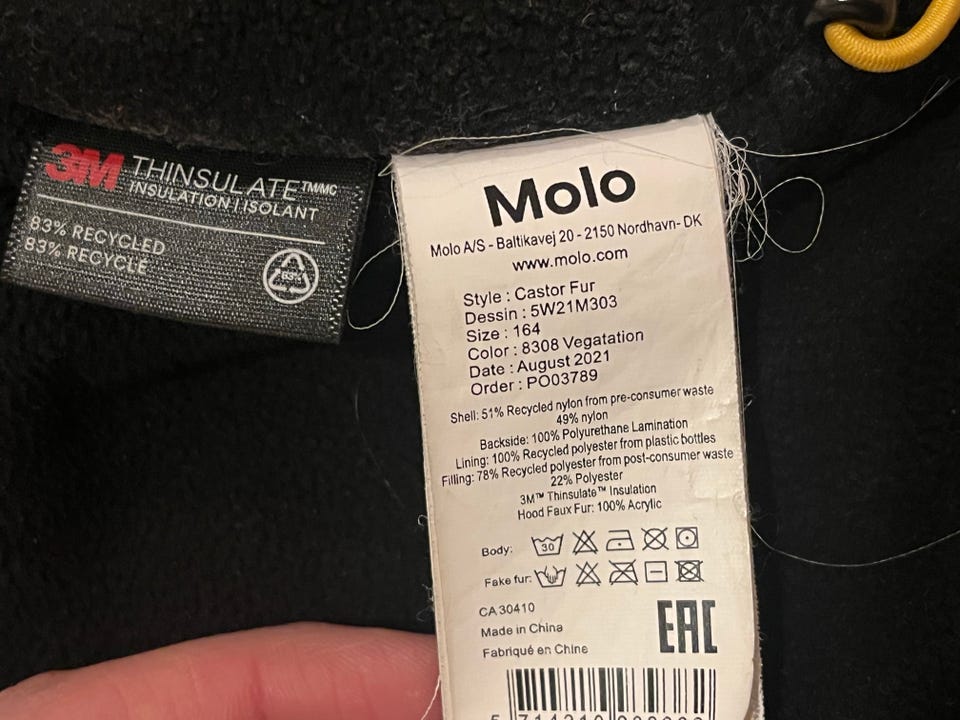 3M THINSULATE™/MC
INSULATION | ISOLANT
83% RECYCLED
83% RECYCLÉ
Molo
Molo A/S - Baltikavej 20 - 2150 Nordhavn- DK
www.molo.com
Style : Castor Fur
Dessin : 5W21M303
Size : 164
Color : 8308 Vegatation
Date : August 2021
Order : PO03789
Shell: 51% Recycled nylon from pre-consumer waste
49% nylon
Backside: 100% Polyurethane Lamination
Lining: 100% Recycled polyester from plastic bottles
Filling: 78% Recycled polyester from post-consumer waste
22% Polyester
3M™ Thinsulate™ Insulation
Hood Faux Fur: 100% Acrylic
Body: 30
Fake fur:
CA 30410
Made in China
Fabriqué en Chine
EAC